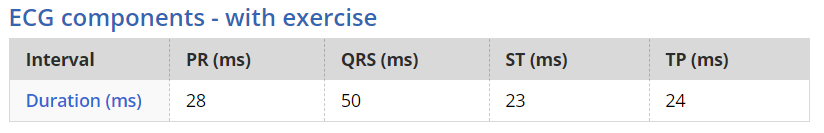 ECG components - with exercise
Interval PR (ms) QRS (ms) ST (ms) TP (ms)
Duration (ms) 28 50 23 24